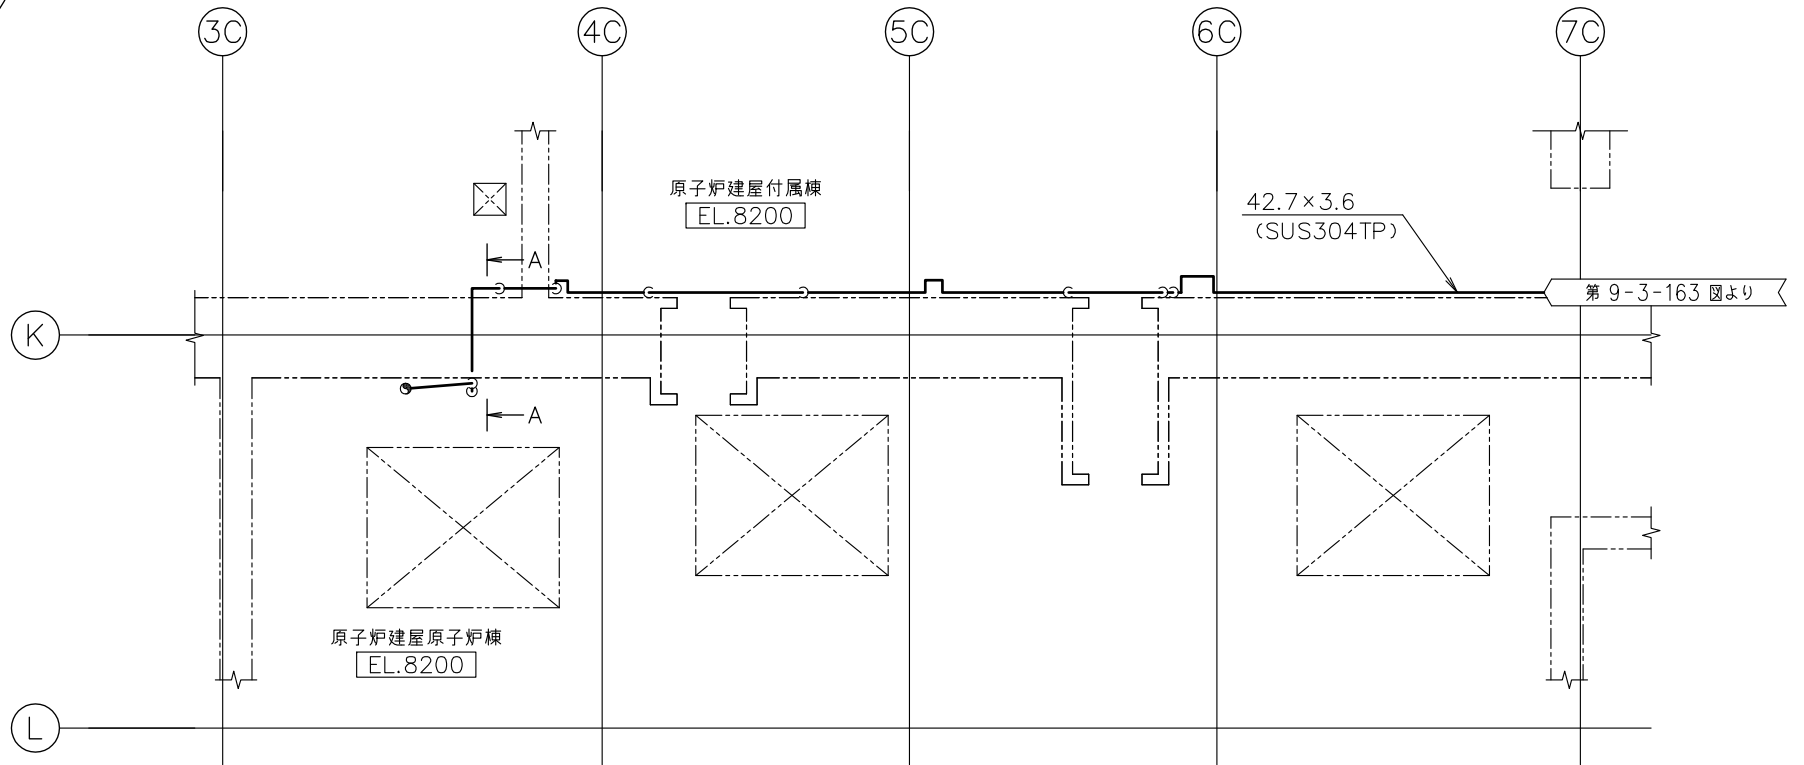 3C
4C
5C
6C
7C
原子炉建屋付属棟
EL.8200
42.7×3.6
(SUS304TP)
A
第 9-3-163 図より
K
A
原子炉建屋原子炉棟
EL.8200
L